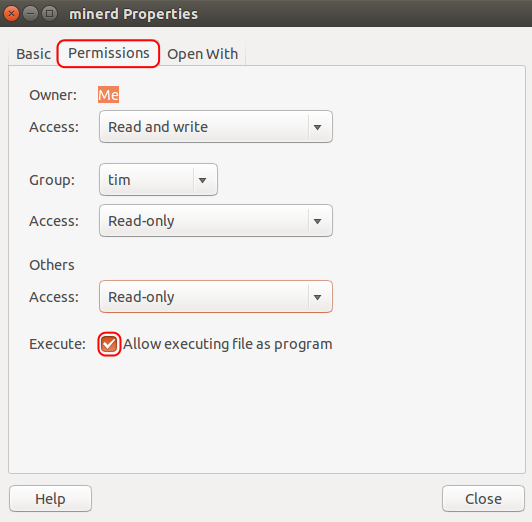 minerd Properties
Basic Permissions Open With
Owner: Me
Access: Read and write
Group: tim
Access: Read-only
Others
Access: Read-only
Execute: Allow executing file as program
Help Close